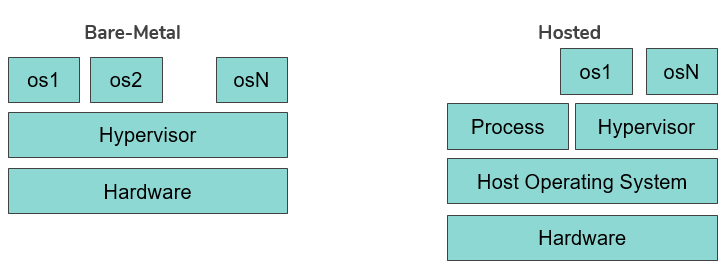 Bare-Metal
os1
os2
osN
Hypervisor
Hardware
Hosted
os1
osN
Process
Hypervisor
Host Operating System
Hardware